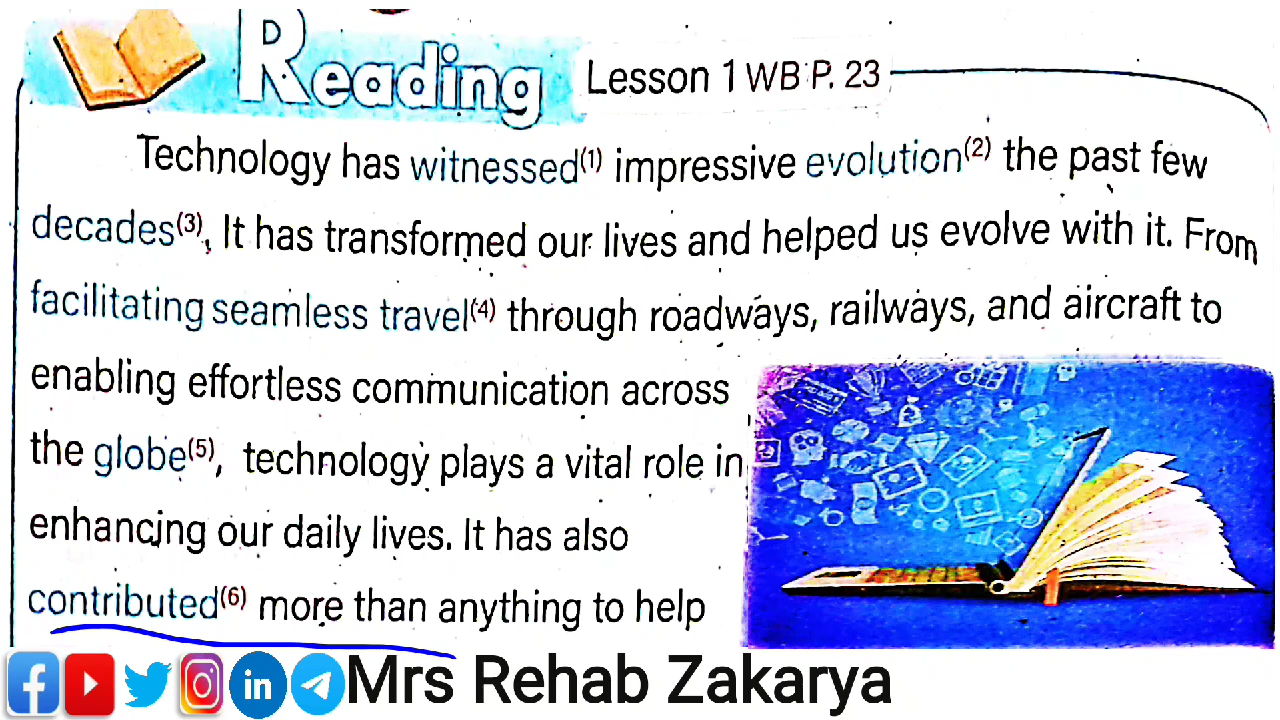 Reading Lesson 1 WB P. 23
Technology has witnessed(1) impressive evolution(2) the past few
decades(3), It has transformed our lives and helped us evolve with it. From
facilitating seamless travel(4) through roadways, railways, and aircraft to
enabling effortless communication across
the globe(5), technology plays a vital role in
enhancing our daily lives. It has also
contributed(6) more than anything to help
Mrs Rehab Zakarya